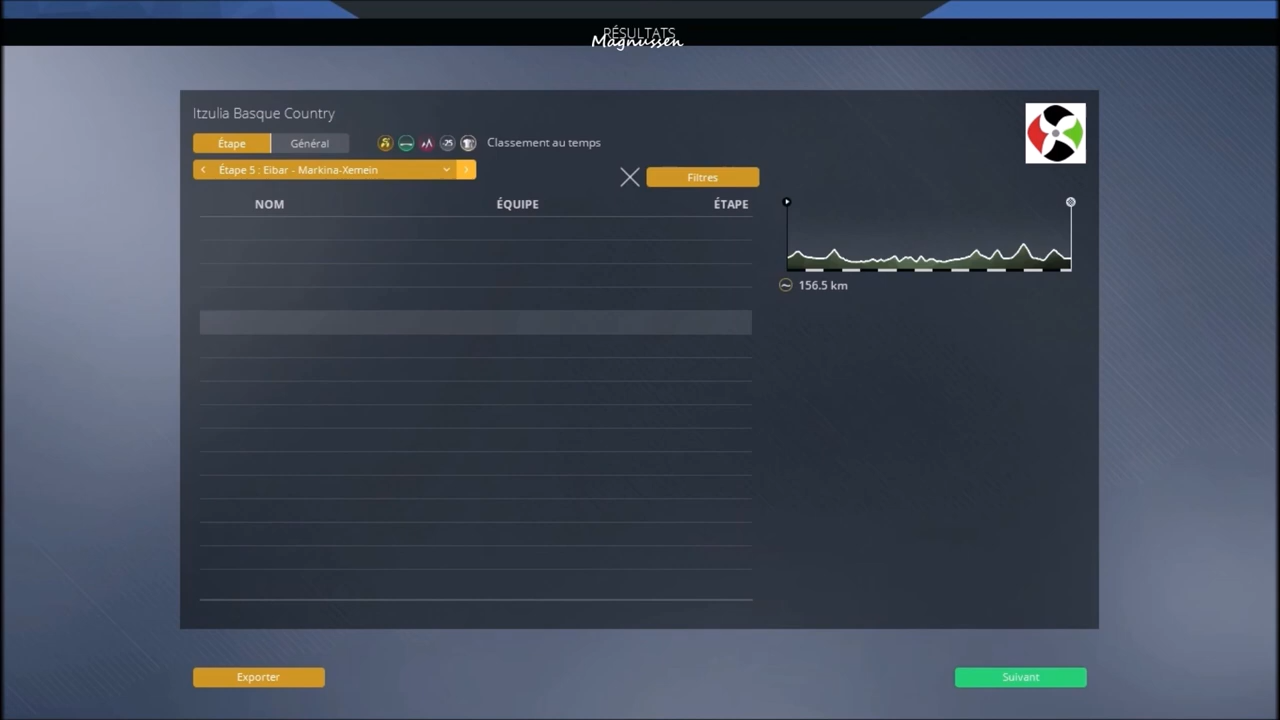 RÉSULTATS
Magnussen
Itzulia Basque Country
Étape
Général
25
Classement au temps
Étape 5 : Eibar - Markina-Xemein
Filtres
NOM
ÉQUIPE
ÉTAPE
156.5 km
Exporter
Suivant